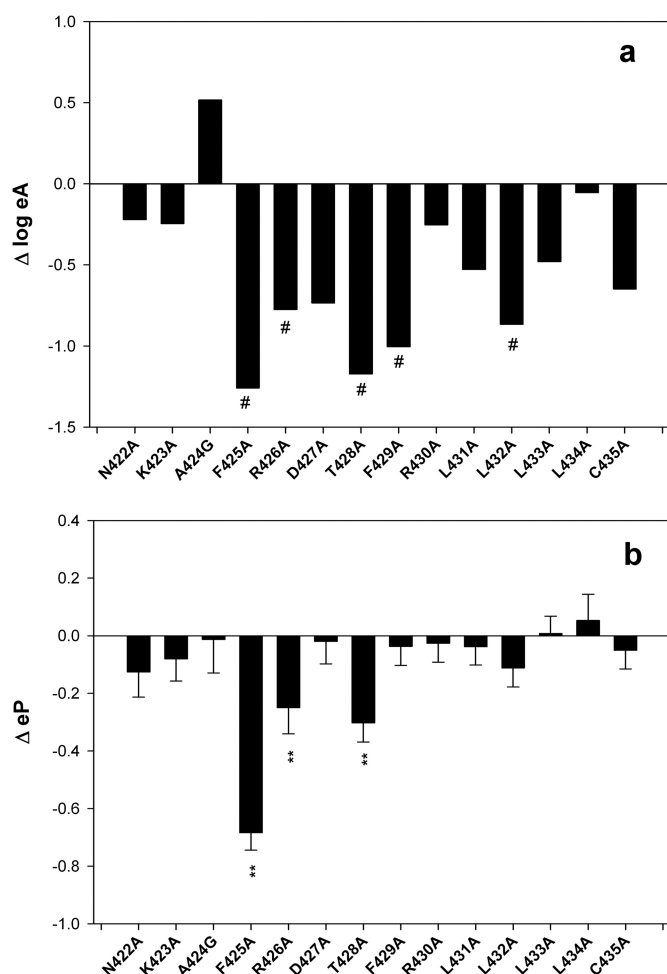 a
1.0
0.5
0.0
-0.5
-1.0
-1.5
Δ log eA
# # # # #
N422A K423A A424G F425A R426A D427A T428A F429A R430A L431A L432A L433A L434A C435A
b
0.4
0.2
0.0
-0.2
-0.4
-0.6
-0.8
-1.0
Δ eP
** ** **
N422A K423A A424G F425A R426A D427A T428A F429A R430A L431A L432A L433A L434A C435A